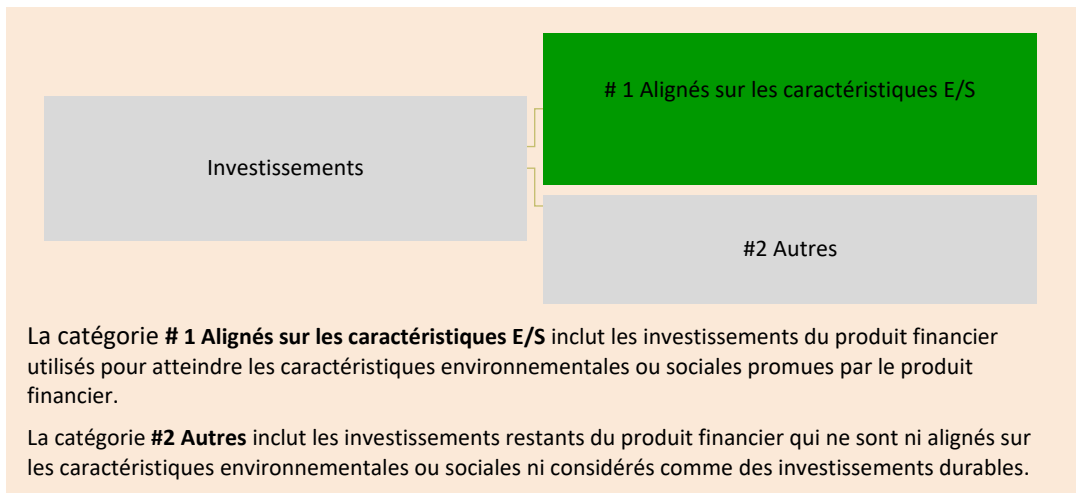 # 1 Alignés sur les caractéristiques E/S
Investissements
#2 Autres
La catégorie # 1 Alignés sur les caractéristiques E/S inclut les investissements du produit financier
utilisés pour atteindre les caractéristiques environnementales ou sociales promues par le produit
financier.
La catégorie #2 Autres inclut les investissements restants du produit financier qui ne sont ni alignés sur
les caractéristiques environnementales ou sociales ni considérés comme des investissements durables.